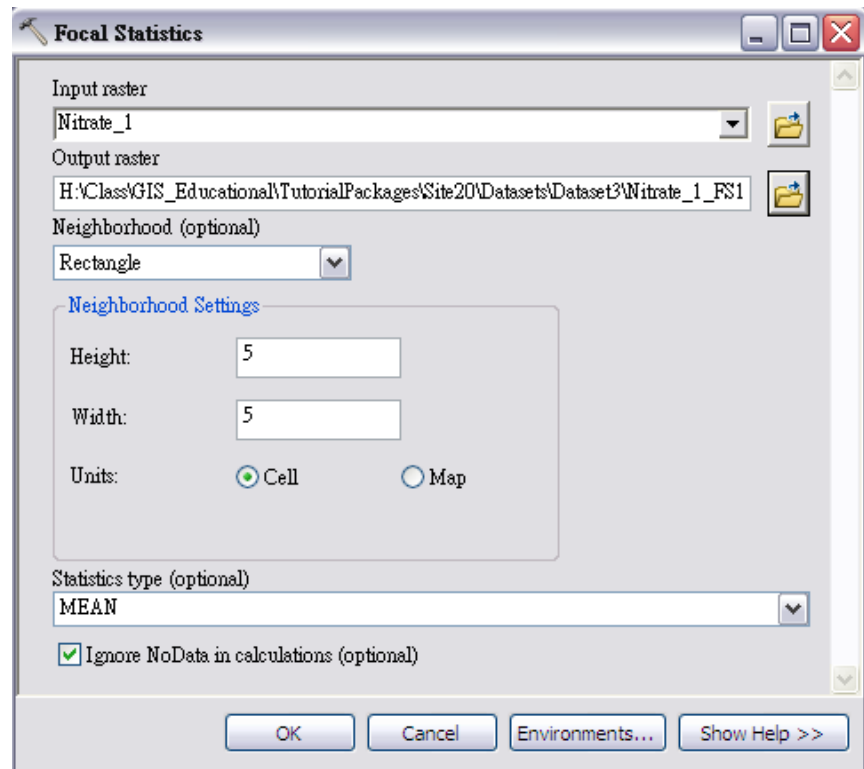 Focal Statistics
Input raster
Nitrate_1
Output raster
H:\Class\GIS_Educational\TutorialPackages\Site20\Datasets\Dataset3\Nitrate_1_FS1
Neighborhood (optional)
Rectangle
Neighborhood Settings
Height: 5
Width: 5
Units: Cell Map
Statistics type (optional)
MEAN
Ignore NoData in calculations (optional)
OK Cancel Environments... Show Help >>